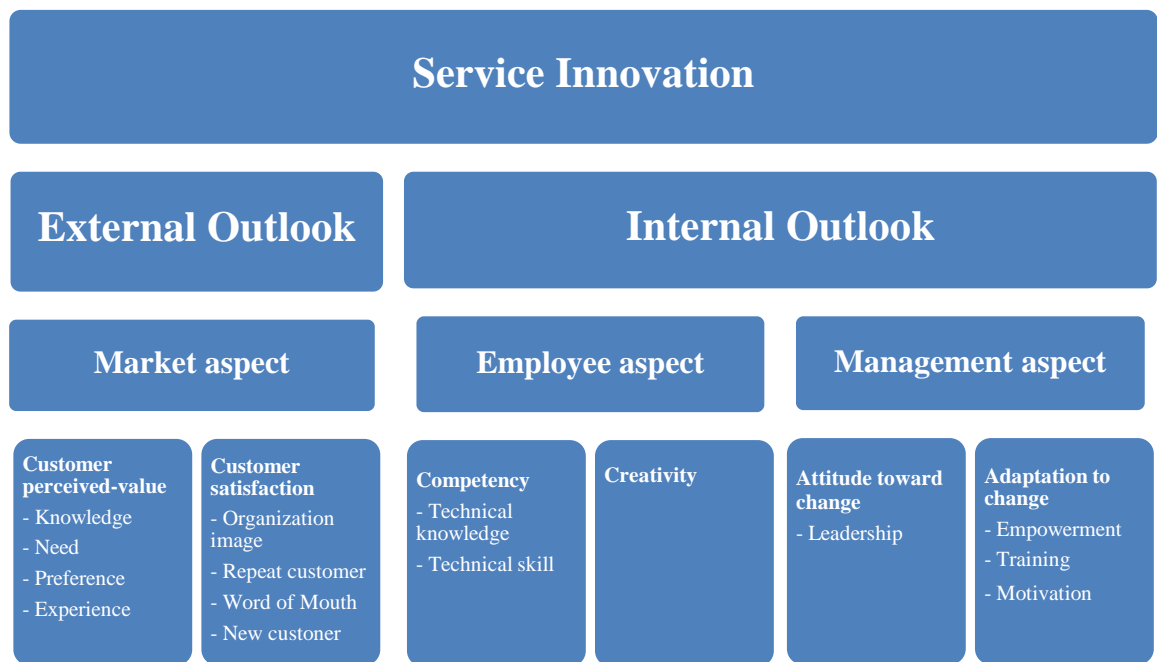 Service Innovation
External Outlook
Internal Outlook
Market aspect
Employee aspect
Management aspect
Customer
perceived-value
- Knowledge
- Need
- Preference
- Experience
Customer
satisfaction
- Organization
image
- Repeat customer
- Word of Mouth
- New custoner
Competency
- Technical
knowledge
- Technical skill
Creativity
Attitude toward
change
- Leadership
Adaptation to
change
- Empowerment
- Training
- Motivation